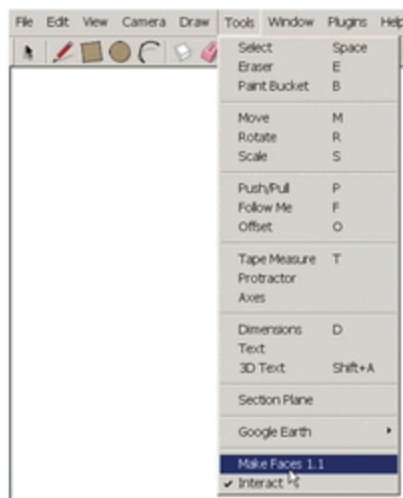 File Edit View Camera Draw Tools Window Plugins Help
Select Space
Eraser E
Paint Bucket B
Move M
Rotate R
Scale S
Push/Pull P
Follow Me F
Offset O
Tape Measure T
Protractor
Axes
Dimensions D
Text
3D Text Shift+A
Section Plane
Google Earth
Make Faces 1.1
Interact